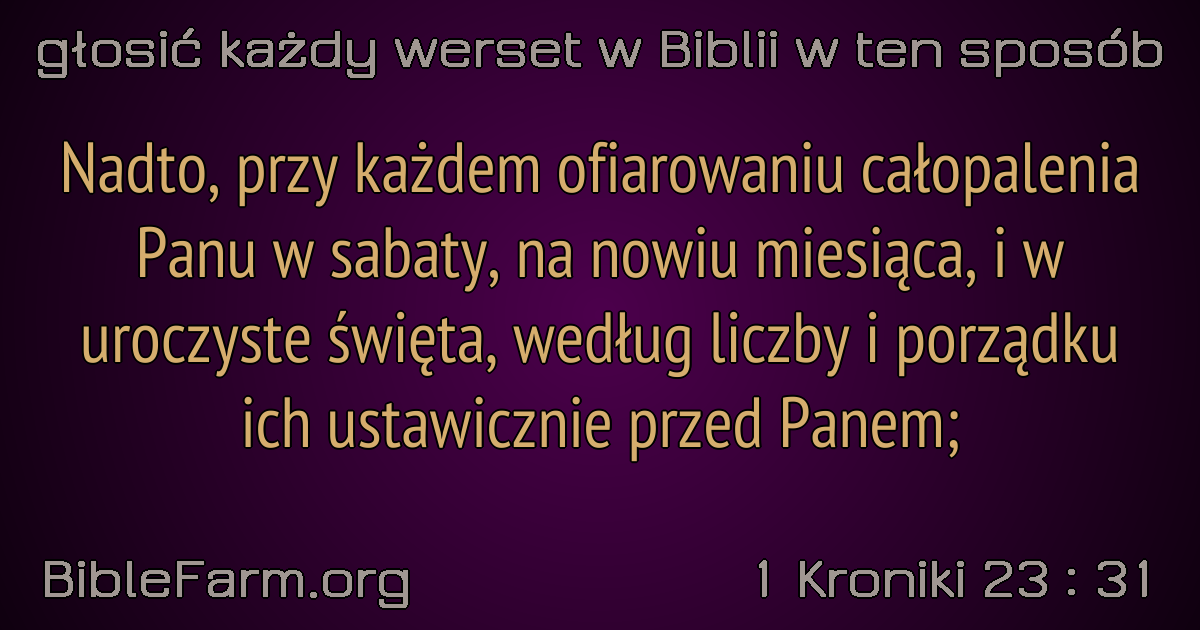 głosić każdy werset w Biblii w ten sposób
Nadto, przy każdem ofiarowaniu całopalenia
Panu w sabaty, na nowiu miesiąca, i w
uroczyste święta, według liczby i porządku
ich ustawicznie przed Panem;
BibleFarm.org
1 Kroniki 23 : 31